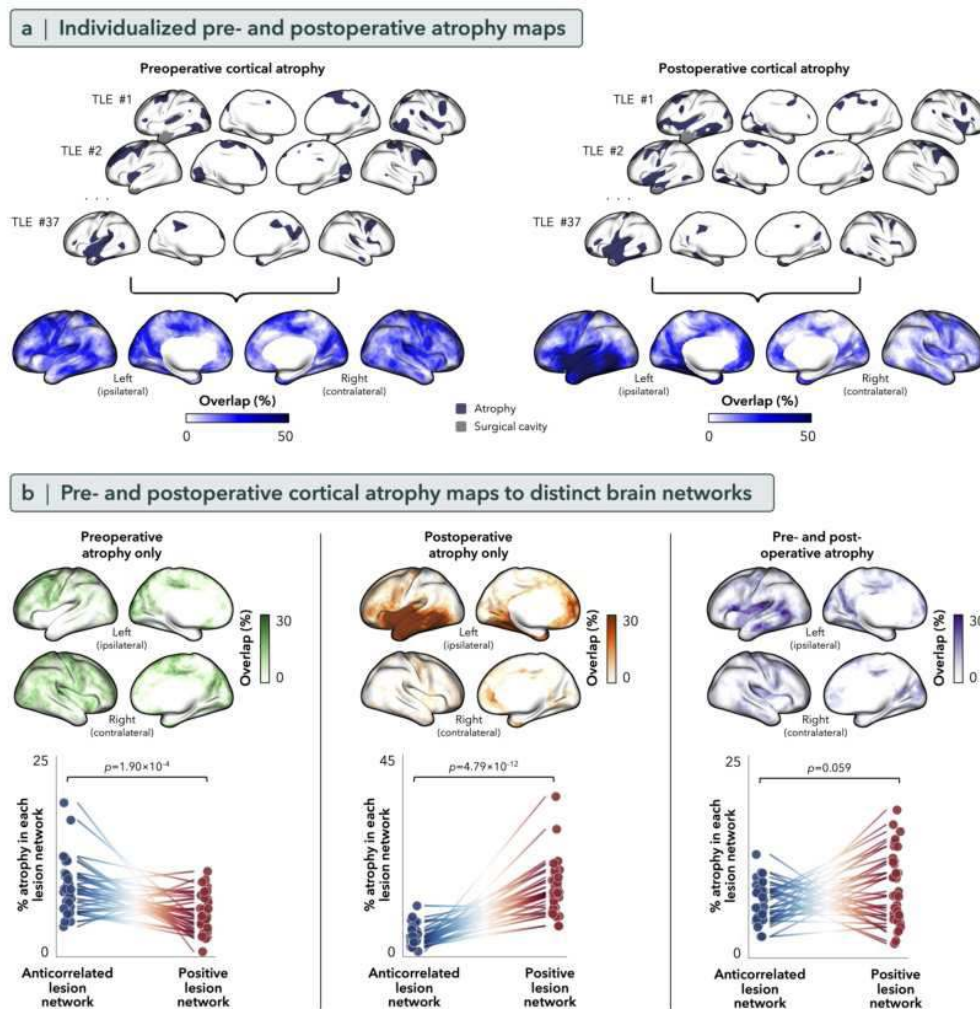 a | Individualized pre- and postoperative atrophy maps
Preoperative cortical atrophy
TLE #1
TLE #2
. . .
TLE #37
Left
(ipsilateral)
Right
(contralateral)
Overlap (%)
0
50
Postoperative cortical atrophy
TLE #1
TLE #2
. . .
TLE #37
Left
(ipsilateral)
Right
(contralateral)
Overlap (%)
0
50
Atrophy
Surgical cavity
b | Pre- and postoperative cortical atrophy maps to distinct brain networks
Preoperative
atrophy only
Left
(ipsilateral)
Right
(contralateral)
Overlap (%)
30
0
25
p=1.90×10-4
% atrophy in each
lesion network
0
Anticorrelated
lesion
network
Positive
lesion
network
Postoperative
atrophy only
Left
(ipsilateral)
Right
(contralateral)
Overlap (%)
30
0
45
p=4.79×10-12
% atrophy in each
lesion network
0
Anticorrelated
lesion
network
Positive
lesion
network
Pre- and post-
operative atrophy
Left
(ipsilateral)
Right
(contralateral)
Overlap (%)
30
0
25
p=0.059
% atrophy in each
lesion network
0
Anticorrelated
lesion
network
Positive
lesion
network